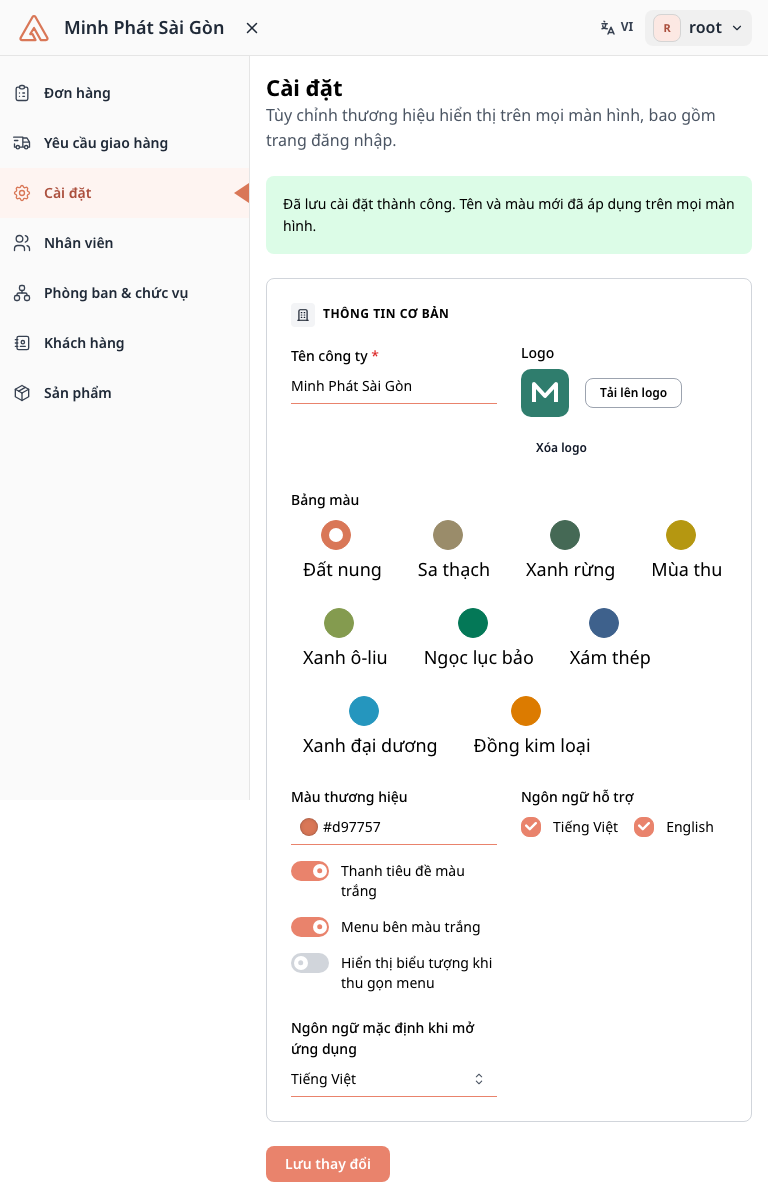 Minh Phát Sài Gòn
VI
R
root
Đơn hàng
Yêu cầu giao hàng
Cài đặt
Nhân viên
Phòng ban & chức vụ
Khách hàng
Sản phẩm
Cài đặt
Tùy chỉnh thương hiệu hiển thị trên mọi màn hình, bao gồm
trang đăng nhập.
Đã lưu cài đặt thành công. Tên và màu mới đã áp dụng trên mọi màn
hình.
THÔNG TIN CƠ BẢN
Tên công ty *
Minh Phát Sài Gòn
Logo
M
Tải lên logo
Xóa logo
Bảng màu
Đất nung
Sa thạch
Xanh rừng
Mùa thu
Xanh ô-liu
Ngọc lục bảo
Xám thép
Xanh đại dương
Đồng kim loại
Màu thương hiệu
#d97757
Ngôn ngữ hỗ trợ
Tiếng Việt
English
Thanh tiêu đề màu
trắng
Menu bên màu trắng
Hiển thị biểu tượng khi
thu gọn menu
Ngôn ngữ mặc định khi mở
ứng dụng
Tiếng Việt
Lưu thay đổi